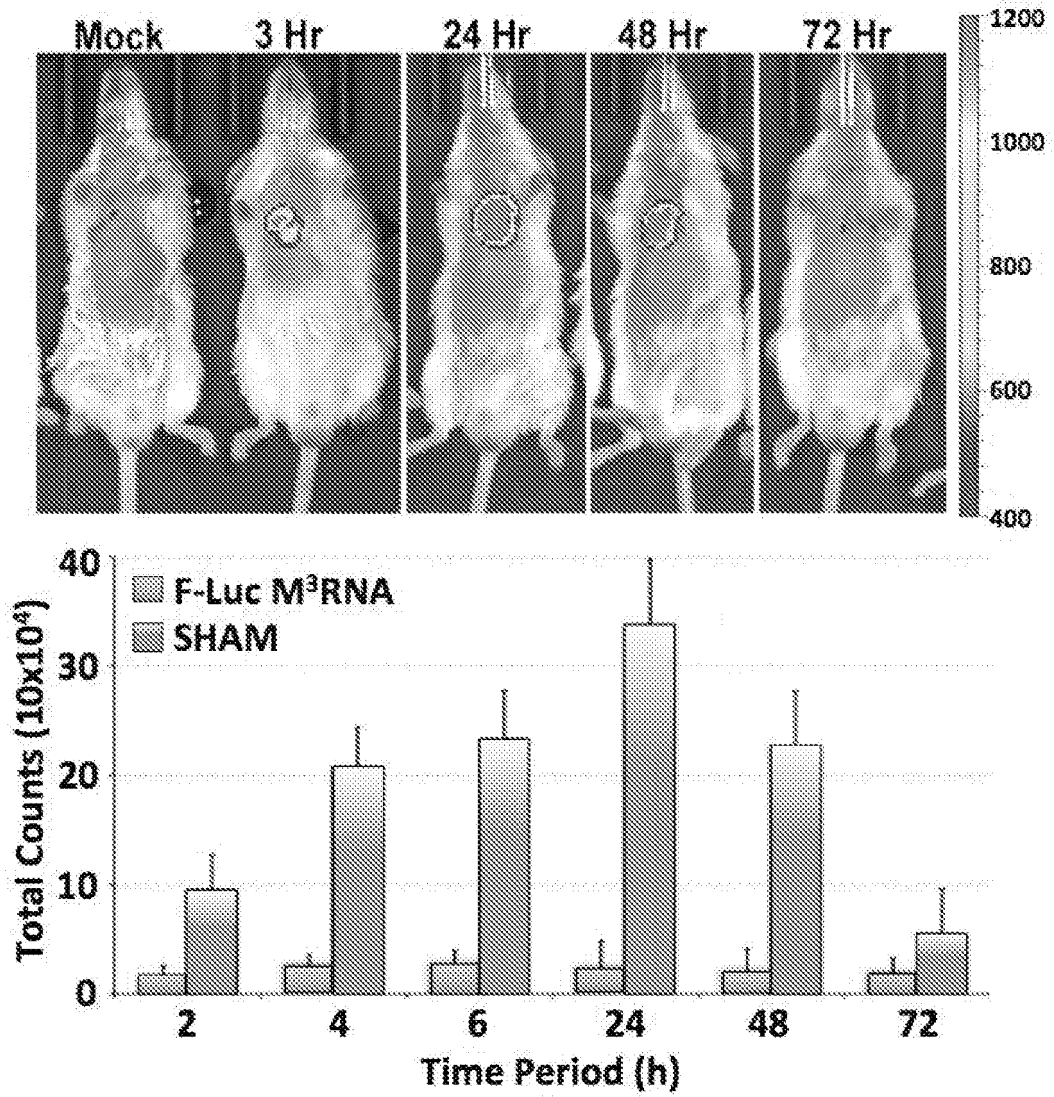 Mock 3 Hr 24 Hr 48 Hr 72 Hr
1200
1000
800
600
400
40
30
20
10
0
F-Luc M³RNA
SHAM
Total Counts (10x10⁴)
2 4 6 24 48 72
Time Period (h)